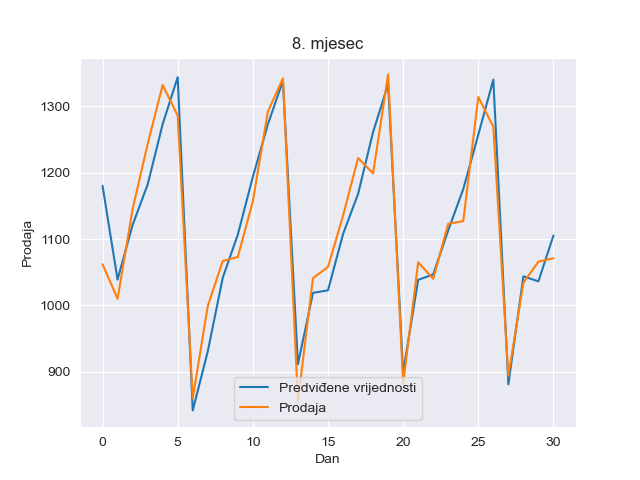 8. mjesec
1300
1200
1100
1000
900
Prodaja
Predviđene vrijednosti
Prodaja
0 5 10 15 20 25 30
Dan